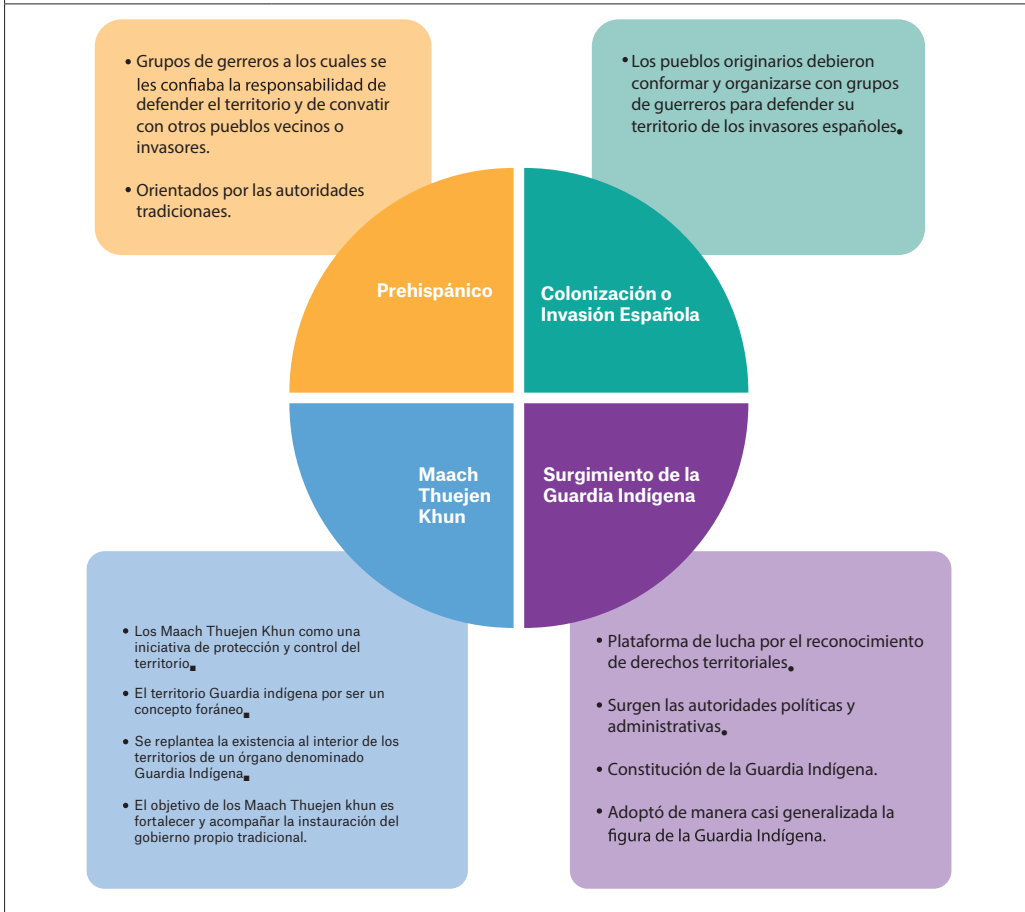 • Grupos de gerreros a los cuales se
les confiaba la responsabilidad de
defender el territorio y de convatir
con otros pueblos vecinos o
invasores.
• Orientados por las autoridades
tradicionaes.
• Los pueblos originarios debieron
conformar y organizarse con grupos
de guerreros para defender su
territorio de los invasores españoles.
Prehispánico
Colonización o
Invasión Española
Maach
Thuejen
Khun
Surgimiento de la
Guardia Indígena
• Los Maach Thuejen Khun como una
iniciativa de protección y control del
territorio.
• El territorio Guardia indígena por ser un
concepto foráneo.
• Se replantea la existencia al interior de los
territorios de un órgano denominado
Guardia Indígena.
• El objetivo de los Maach Thuejen khun es
fortalecer y acompañar la instauración del
gobierno propio tradicional.
• Plataforma de lucha por el reconocimiento
de derechos territoriales.
• Surgen las autoridades políticas y
administrativas.
• Constitución de la Guardia Indígena.
• Adoptó de manera casi generalizada la
figura de la Guardia Indígena.